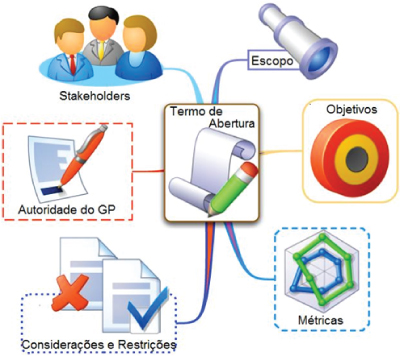 Stakeholders
Escopo
Termo de
Abertura
Objetivos
Autoridade do GP
Métricas
Considerações e Restrições